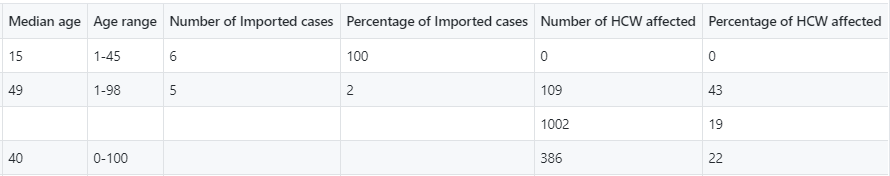 Median age Age range Number of Imported cases Percentage of Imported cases Number of HCW affected Percentage of HCW affected
15 1-45 6 100 0 0
49 1-98 5 2 109 43
1002 19
40 0-100 386 22